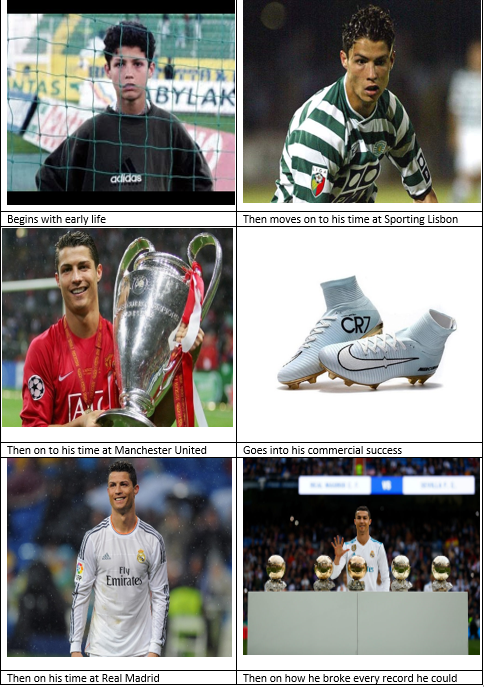 ANTAS
BYLAK
adidas
Begins with early life
Then moves on to his time at Sporting Lisbon
CR7
Then on to his time at Manchester United
Goes into his commercial success
REAL MADRID C. F. VS SEVILLA F. C.
Fly
Emirates
Then on his time at Real Madrid
Then on how he broke every record he could